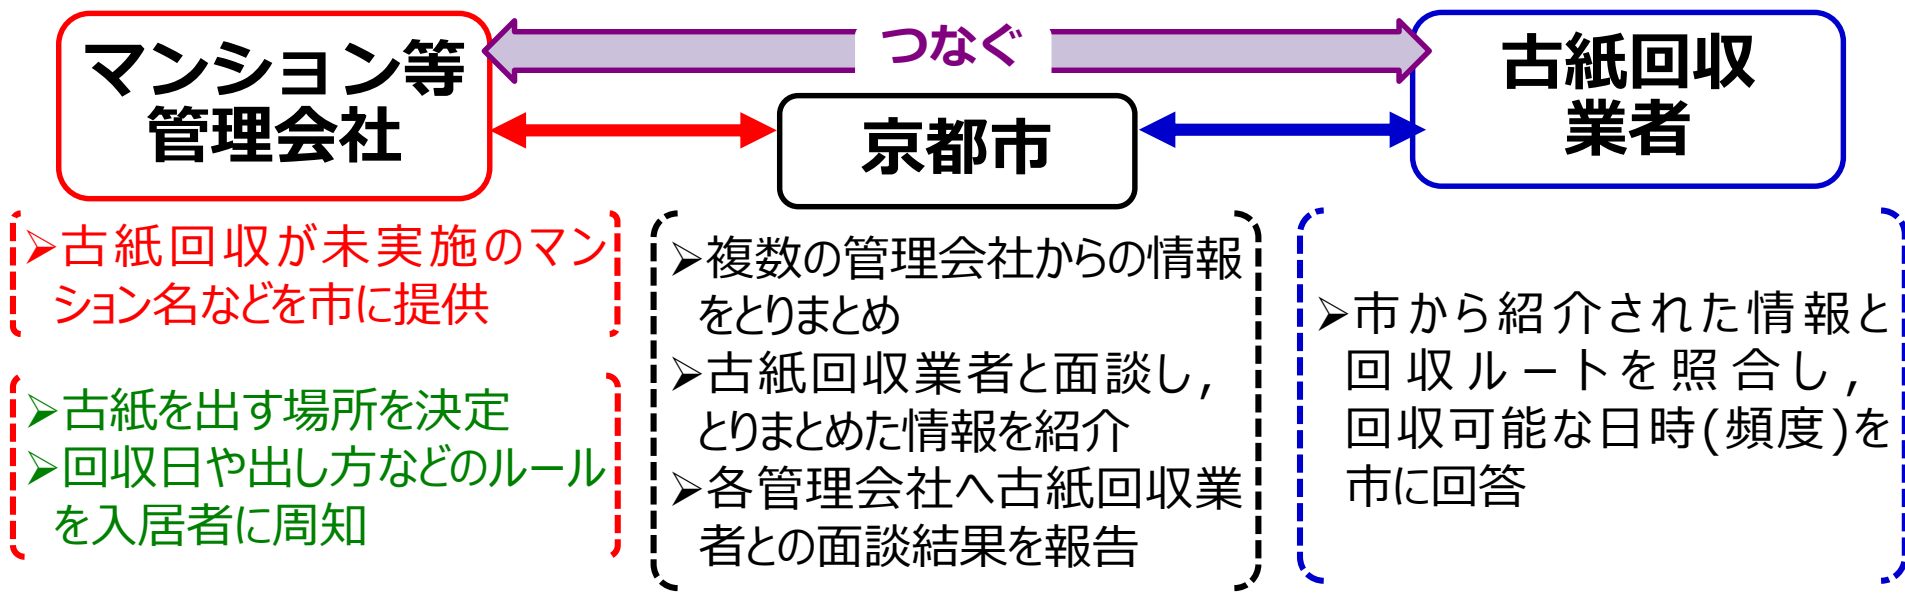 マンション等
管理会社
つなぐ
京都市
古紙回収
業者
➢古紙回収が未実施のマン
ション名などを市に提供
➢古紙を出す場所を決定
➢回収日や出し方などのルール
を入居者に周知
➢複数の管理会社からの情報
をとりまとめ
➢古紙回収業者と面談し，
とりまとめた情報を紹介
➢各管理会社へ古紙回収業
者との面談結果を報告
➢市から紹介された情報と
回収ルートを照合し，
回収可能な日時(頻度)を
市に回答